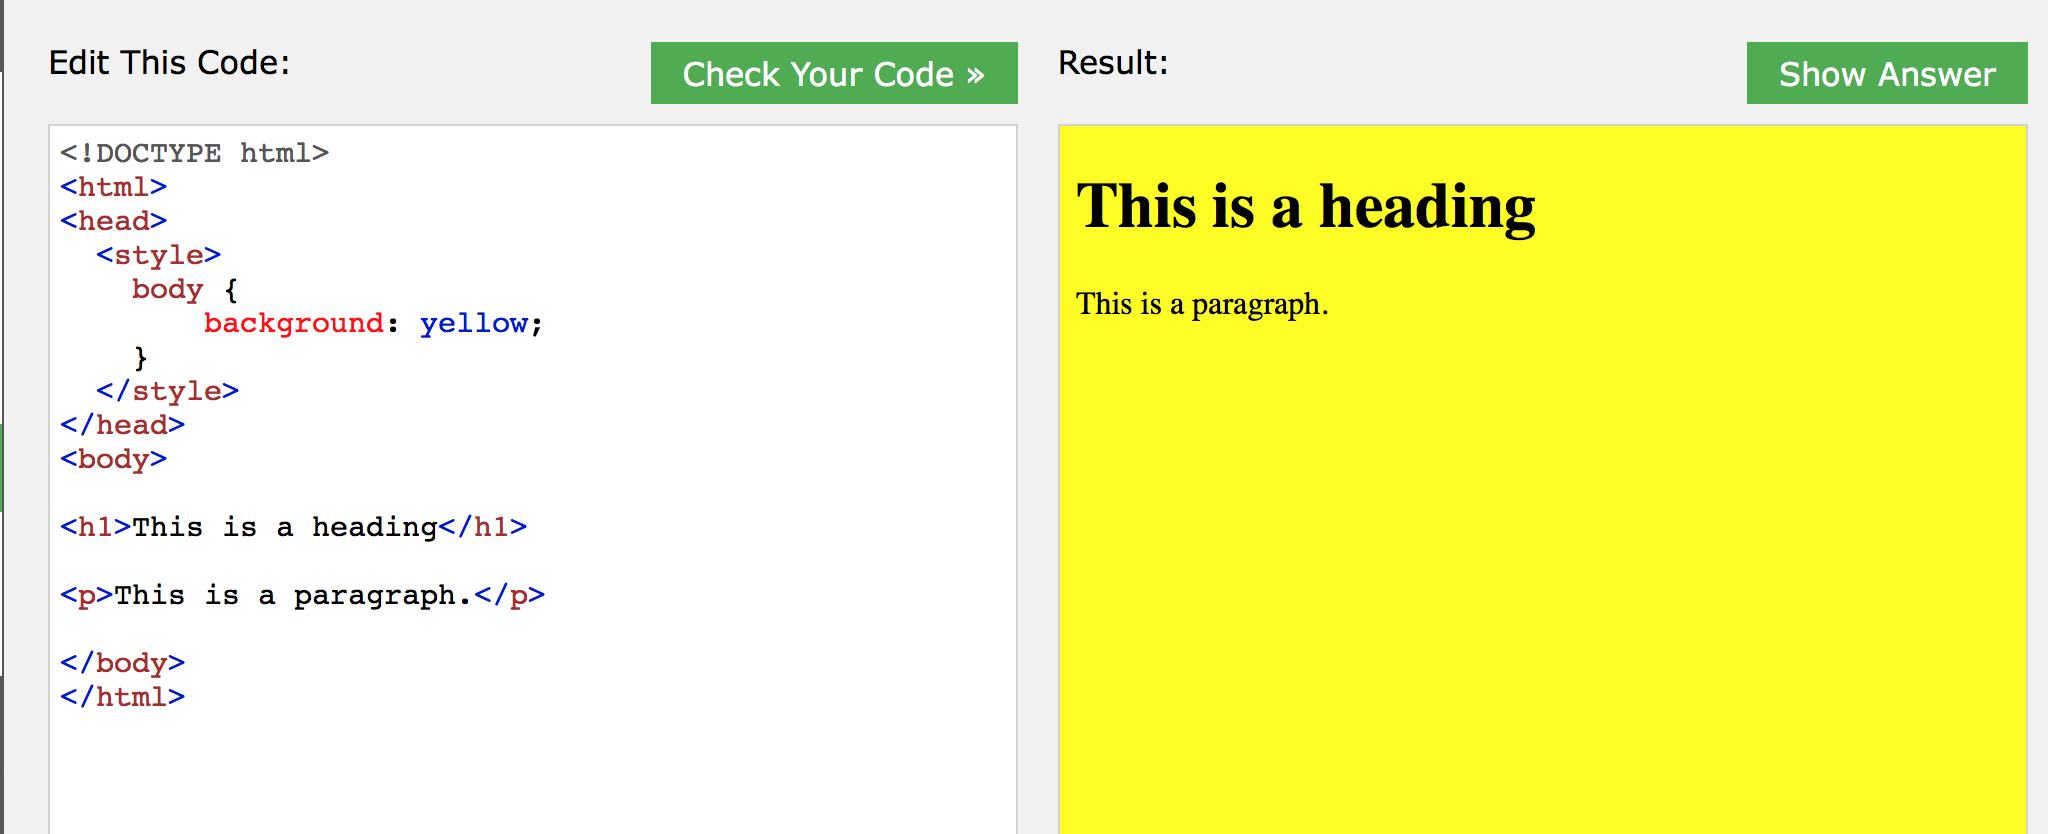 Edit This Code:
Check Your Code »
<!DOCTYPE html>
<html>
<head>
  <style>
    body {
        background: yellow;
    }
  </style>
</head>
<body>

<h1>This is a heading</h1>

<p>This is a paragraph.</p>

</body>
</html>
Result:
Show Answer
This is a heading
This is a paragraph.